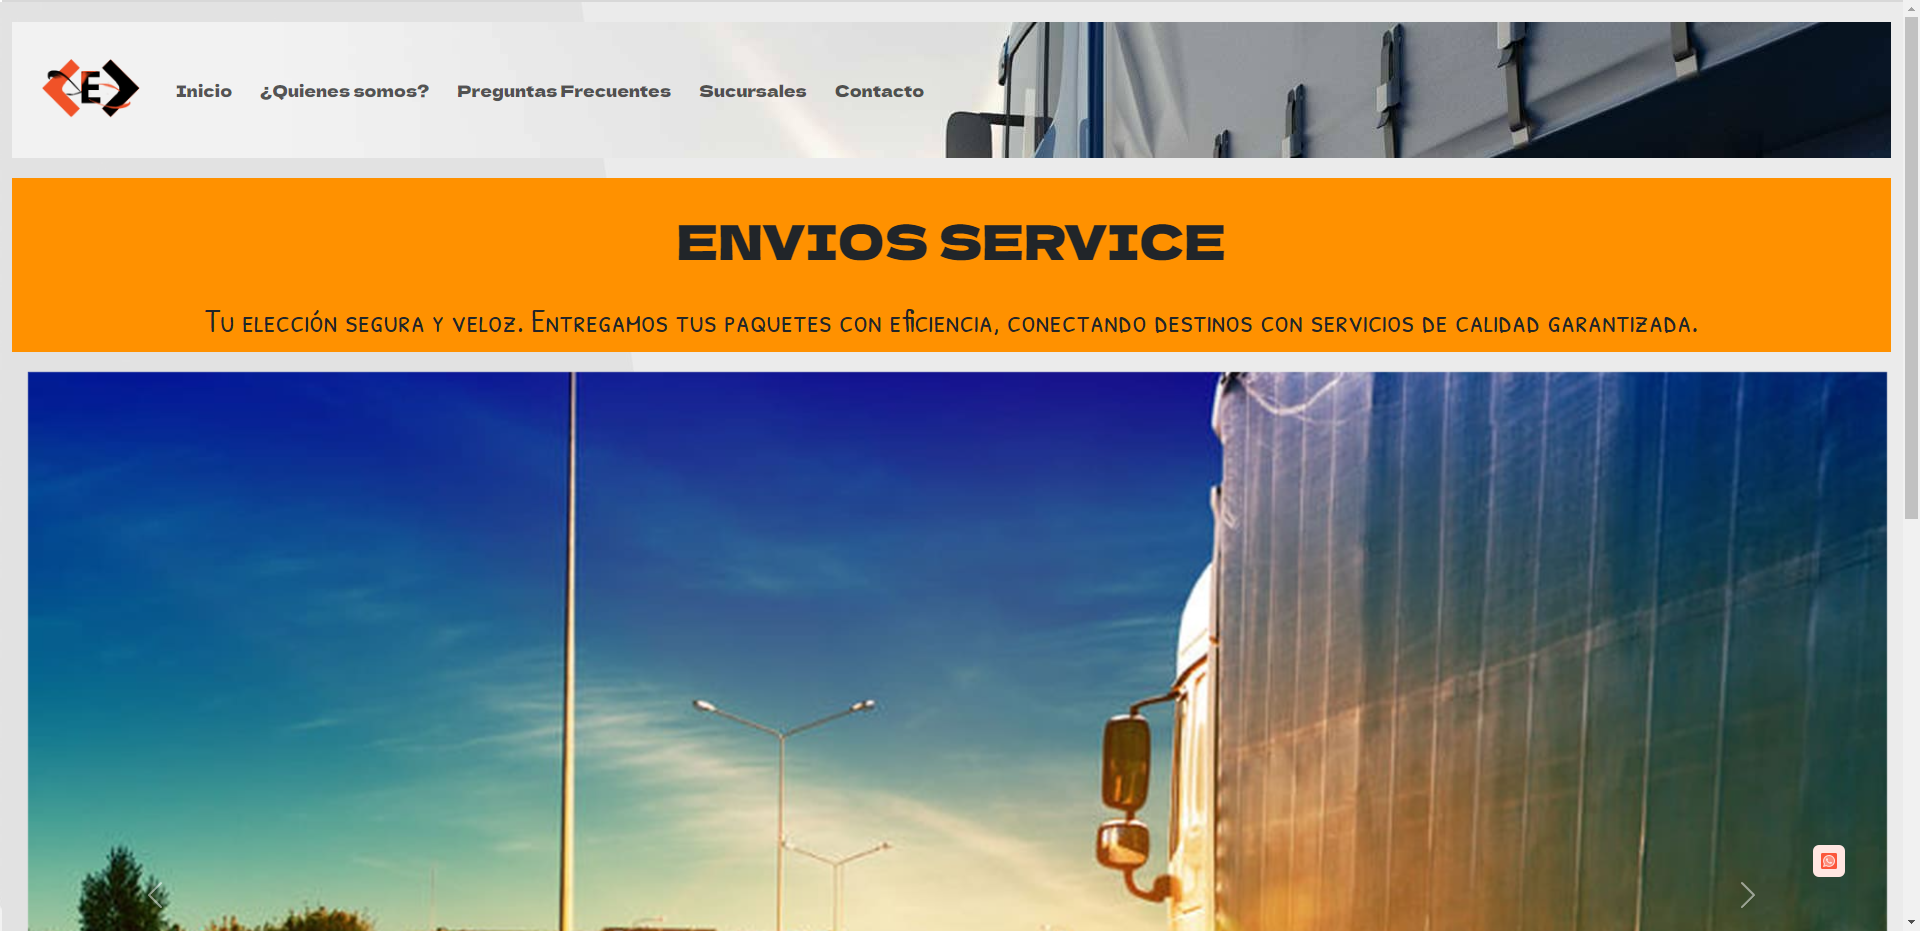 E
Inicio ¿Quienes somos? Preguntas Frecuentes Sucursales Contacto
ENVIOS SERVICE
Tu elección segura y veloz. Entregamos tus paquetes con eficiencia, conectando destinos con servicios de calidad garantizada.